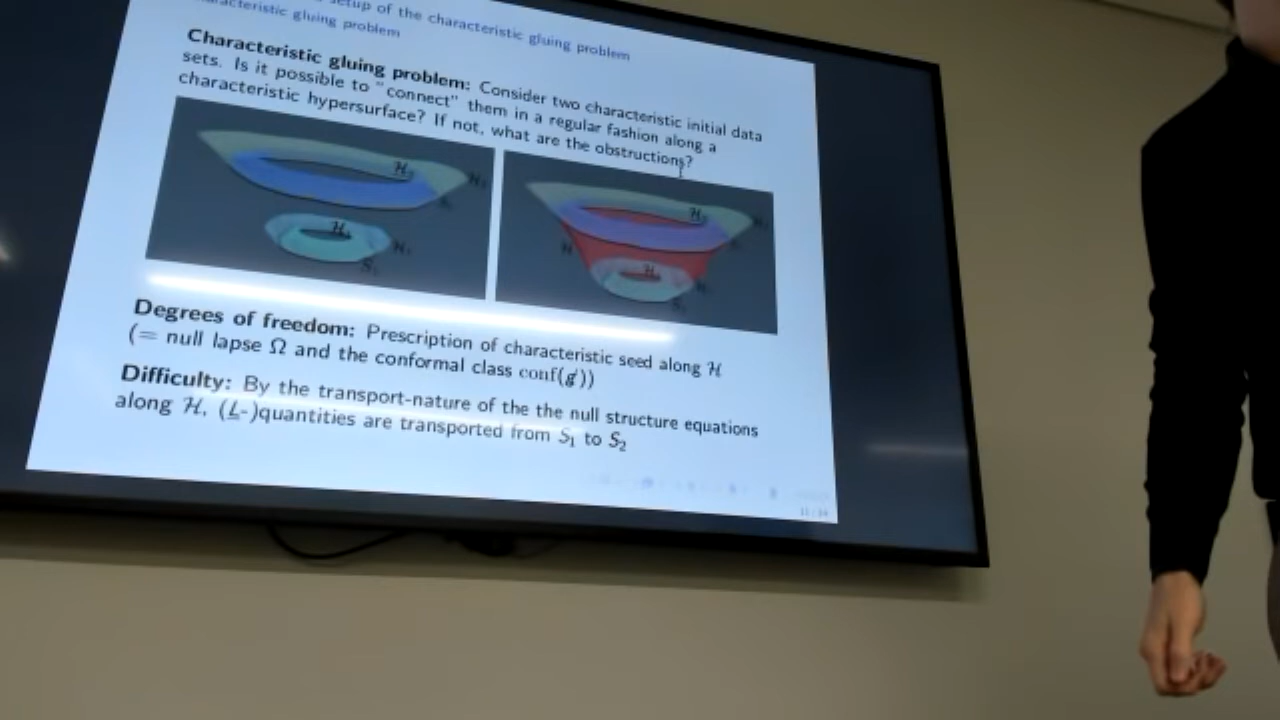 setup of the characteristic gluing problem
characteristic gluing problem
Characteristic gluing problem: Consider two characteristic initial data
sets. Is it possible to "connect" them in a regular fashion along a
characteristic hypersurface? If not, what are the obstructions?
Degrees of freedom: Prescription of characteristic seed along ℋ
(= null lapse Ω and the conformal class conf(g̸))
Difficulty: By the transport-nature of the the null structure equations
along ℋ, (L̲-)quantities are transported from S₁ to S₂